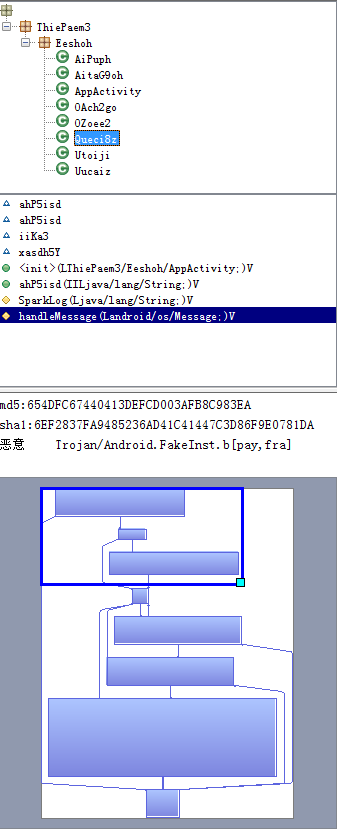 ThiePaem3
Eeshoh
AiPuph
AitaG9oh
AppActivity
OAch2go
OZoee2
Queci8z
Utoiji
Uucaiz
ahP5isd
ahP5isd
iiKa3
xasdh5Y
<init>(LThiePaem3/Eeshoh/AppActivity;)V
ahP5isd(IILjava/lang/String;)V
SparkLog(Ljava/lang/String;)V
handleMessage(Landroid/os/Message;)V
md5:654DFC67440413DEFCD003AFB8C983EA
sha1:6EF2837FA9485236AD41C41447C3D86F9E0781DA
恶意 Trojan/Android.FakeInst.b[pay,fra]